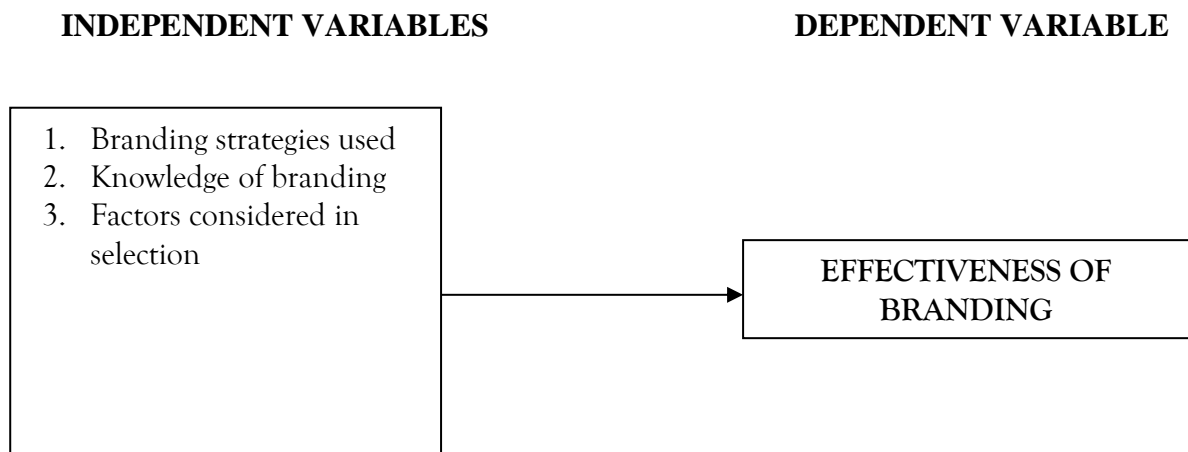 INDEPENDENT VARIABLES
DEPENDENT VARIABLE
1. Branding strategies used
2. Knowledge of branding
3. Factors considered in
selection
EFFECTIVENESS OF
BRANDING